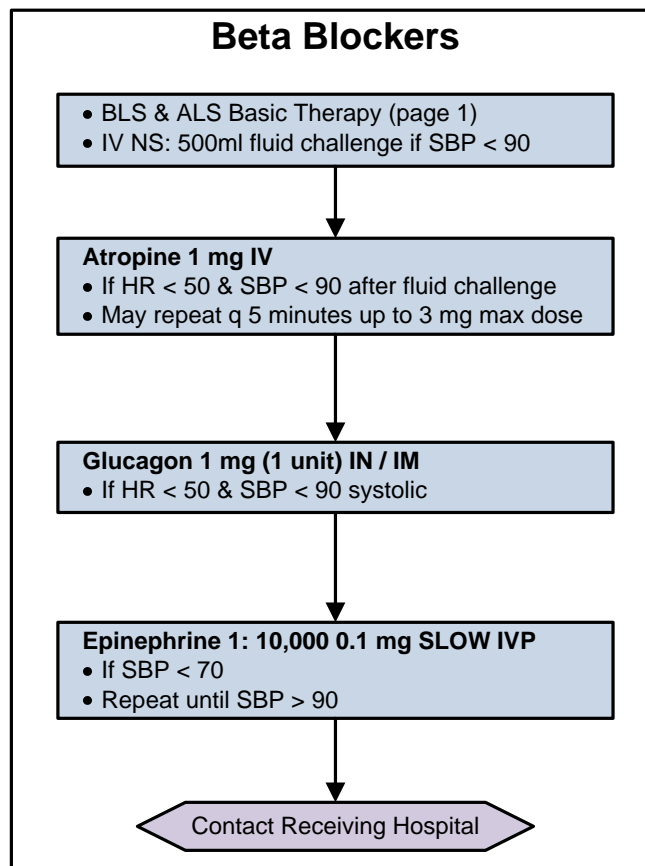 Beta Blockers
• BLS & ALS Basic Therapy (page 1)
• IV NS: 500ml fluid challenge if SBP < 90
Atropine 1 mg IV
• If HR < 50 & SBP < 90 after fluid challenge
• May repeat q 5 minutes up to 3 mg max dose
Glucagon 1 mg (1 unit) IN / IM
• If HR < 50 & SBP < 90 systolic
Epinephrine 1: 10,000 0.1 mg SLOW IVP
• If SBP < 70
• Repeat until SBP > 90
Contact Receiving Hospital